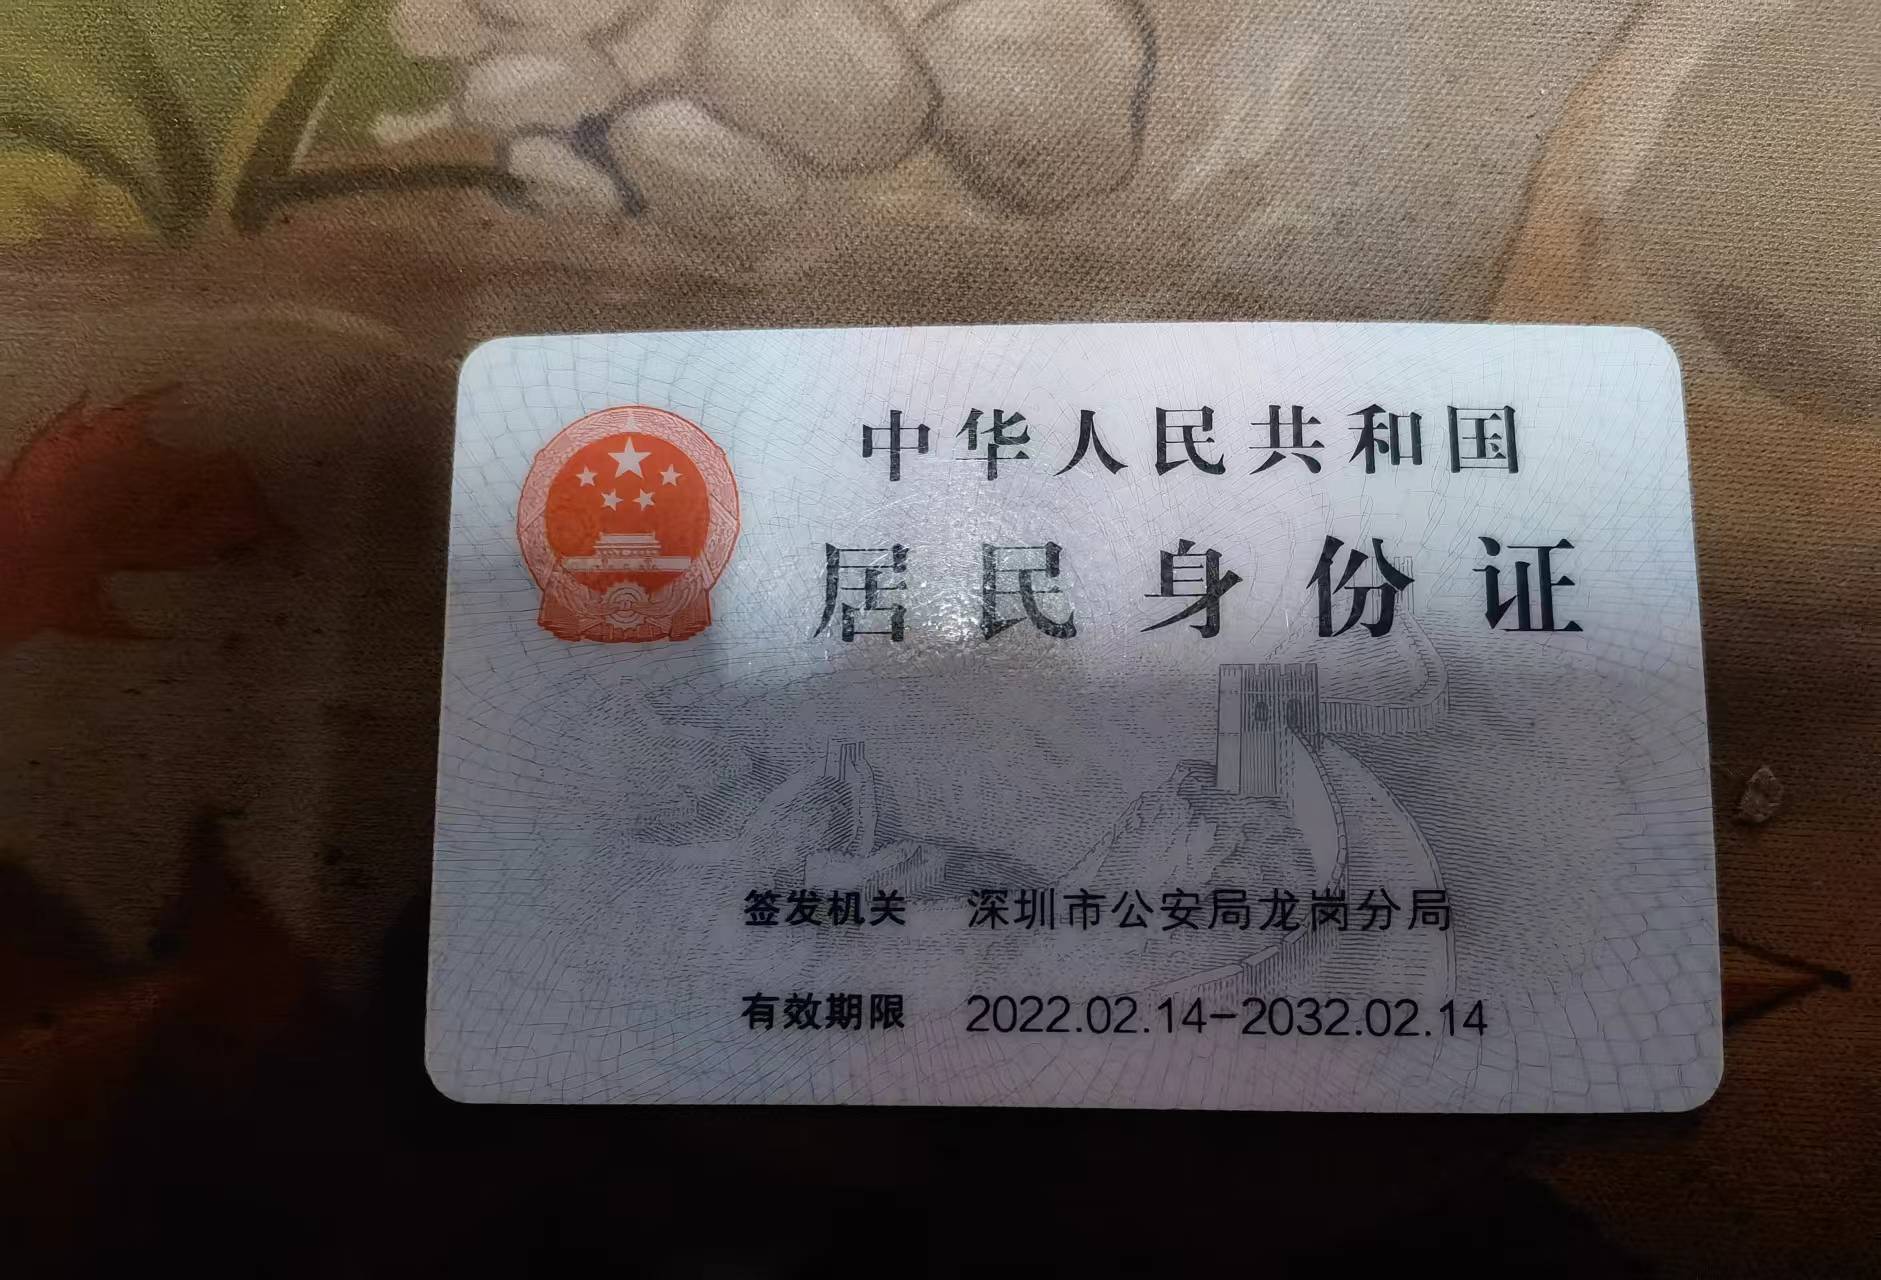 中华人民共和国
居民身份证
签发机关 深圳市公安局龙岗分局
有效期限 2022.02.14-2032.02.14